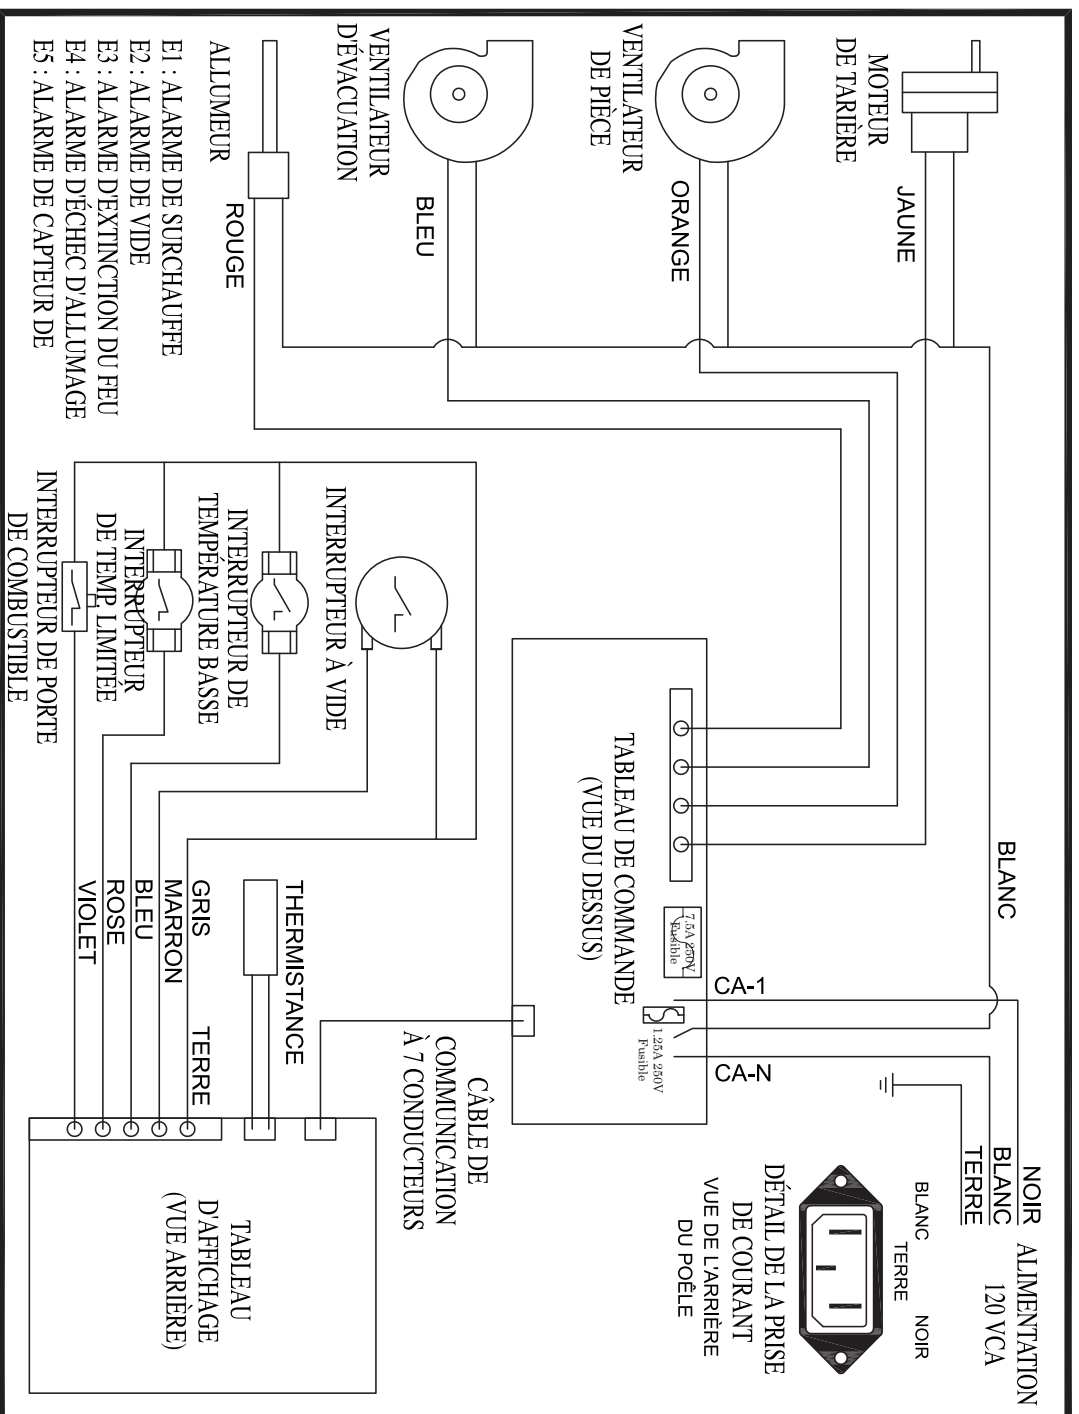 MOTEUR
DE TARIÈRE
JAUNE
VENTILATEUR
DE PIÈCE
ORANGE
VENTILATEUR
D'ÉVACUATION
BLEU
ALLUMEUR
ROUGE
E1 : ALARME DE SURCHAUFFE
E2 : ALARME DE VIDE
E3 : ALARME D'EXTINCTION DU FEU
E4 : ALARME D'ÉCHEC D'ALLUMAGE
E5 : ALARME DE CAPTEUR DE
BLANC
TABLEAU DE COMMANDE
(VUE DU DESSUS)
7.5A 250V
Fusible
1.25A 250V
Fusible
CA-1
CA-N
INTERRUPTEUR À VIDE
INTERRUPTEUR DE
TEMPÉRATURE BASSE
INTERRUPTEUR
DE TEMP. LIMITÉE
INTERRUPTEUR DE PORTE
DE COMBUSTIBLE
THERMISTANCE
GRIS
TERRE
MARRON
BLEU
ROSE
VIOLET
CÂBLE DE
COMMUNICATION
À 7 CONDUCTEURS
NOIR
BLANC
TERRE
ALIMENTATION
120 VCA
BLANC
TERRE
NOIR
DÉTAIL DE LA PRISE
DE COURANT
VUE DE L'ARRIÈRE
DU POÊLE
TABLEAU
D'AFFICHAGE
(VUE ARRIÈRE)